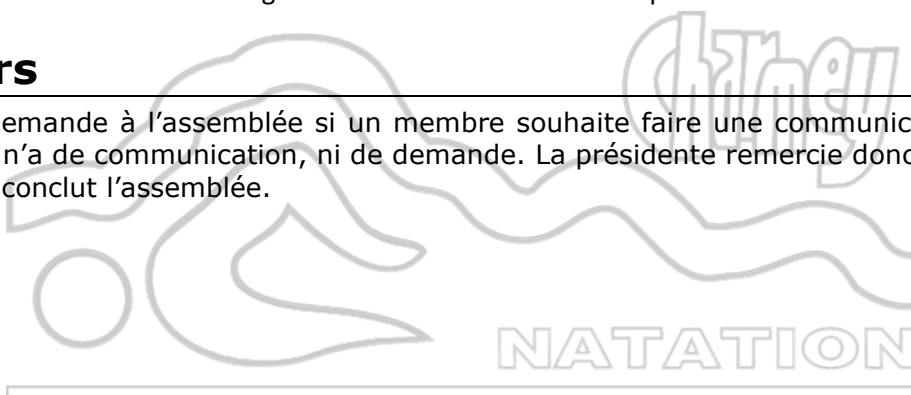 rs
emande à l'assemblée si un membre souhaite faire une communic
n'a de communication, ni de demande. La présidente remercie donc
conclut l'assemblée.
Charmey
NATATION